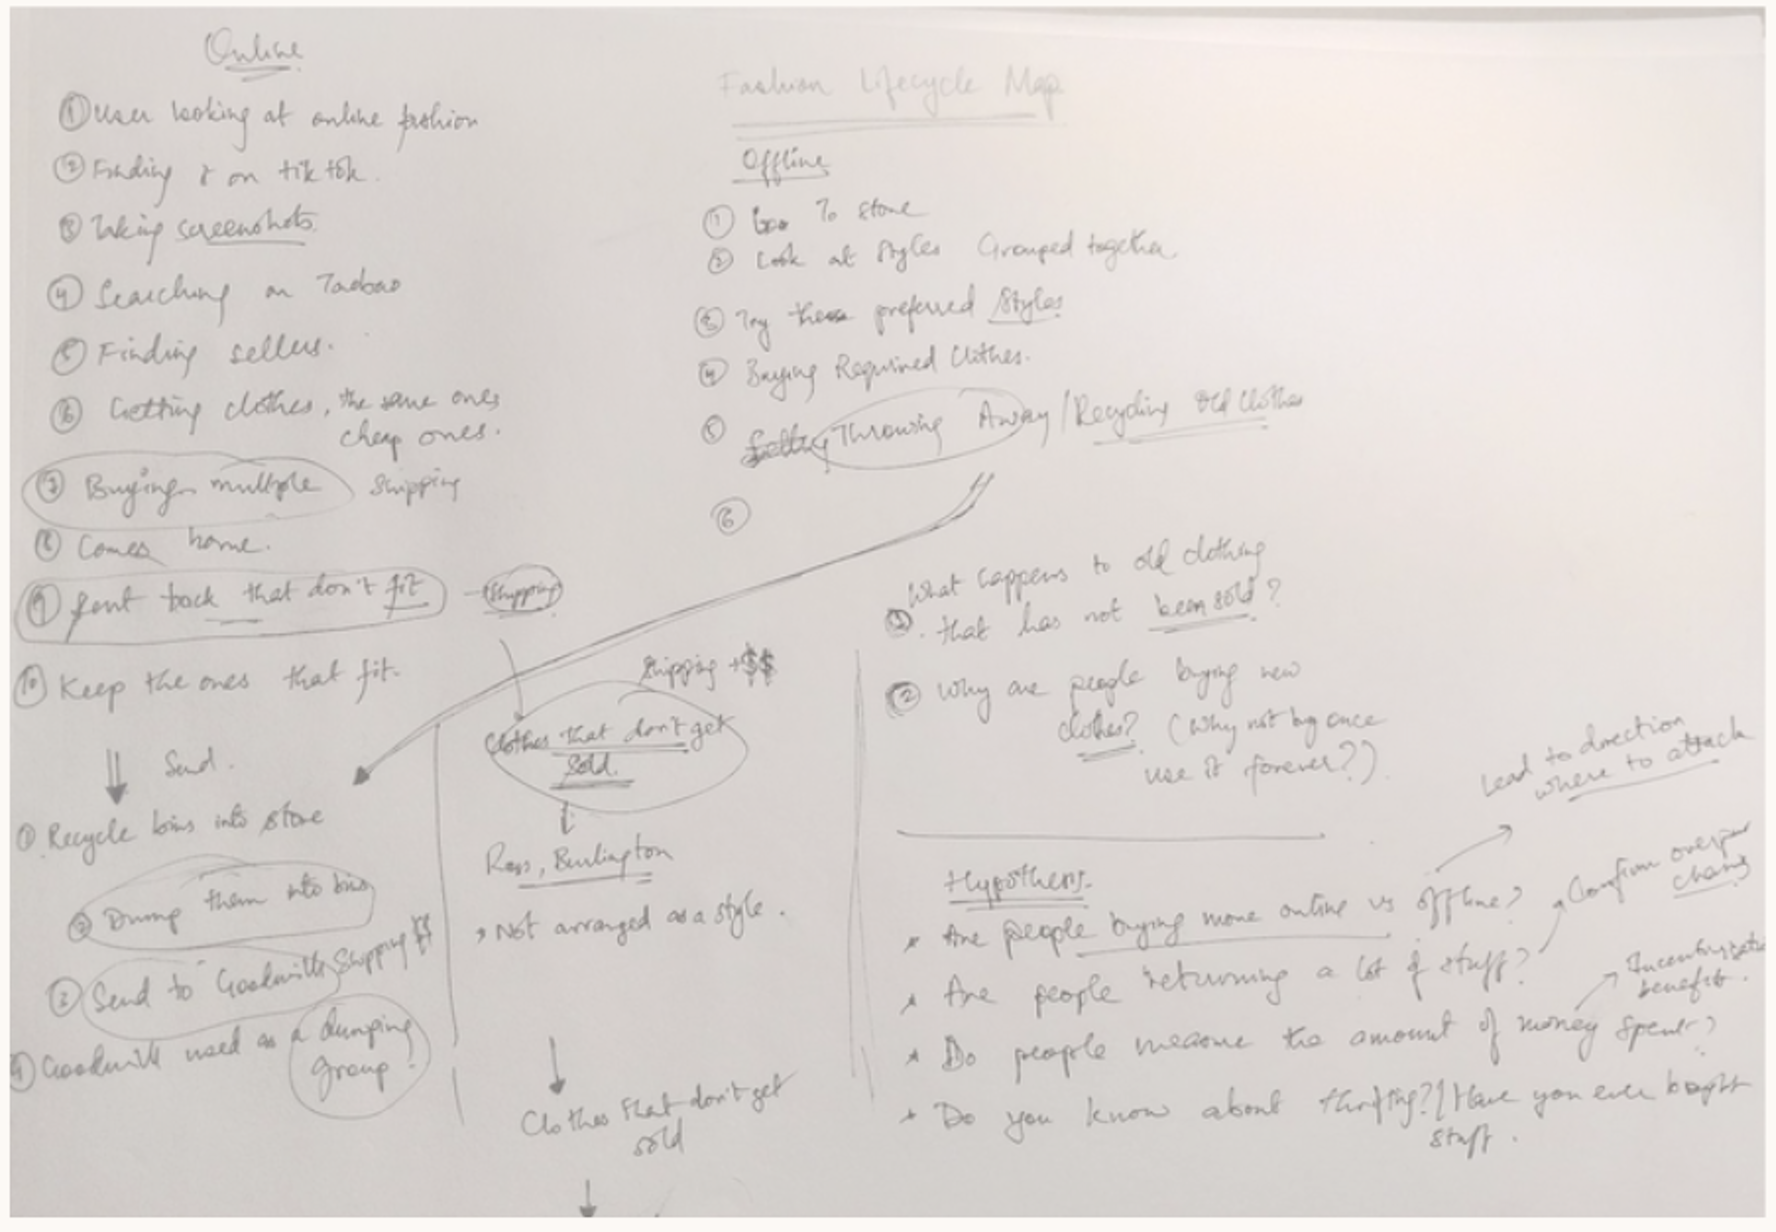 Fashion Lifecycle Map
Online
① User looking at online fashion
② Finding it on tik tok.
③ Taking screenshots.
④ Searching on Taobao
⑤ Finding sellers.
⑥ Getting clothes, the same ones
cheap ones.
⑦ Buying multiple shipping
⑧ Comes home.
⑨ Sent back that don't fit → Shipping
⑩ Keep the ones that fit.
Send.
① Recycle bins into store
② Dump them into bins
③ Send to Goodwill Shipping $$
④ Goodwill used as a dumping
group!
Offline
① Go To store
② Look at styles Grouped together.
③ Try preferred styles
④ Buying Required Clothes.
⑤ Throwing Away / Recycling old clothes
⑥
Shipping + $$
Clothes that don't get
sold.
Ross, Burlington
Not arranged as a style.
Clothes that don't get
sold
What happens to old clothing
①. that has not been sold?
② Why are people buying new
clothes? (Why not buy once
use it forever?)
Hypothesis.
* Are people buying more online vs offline?
Lead to direction
where to attack
* Are people returning a lot of stuff?
Confirm
* Do people measure the amount of money spent?
benefit.
* Do you know about thrifting? / Have you ever bought
stuff.